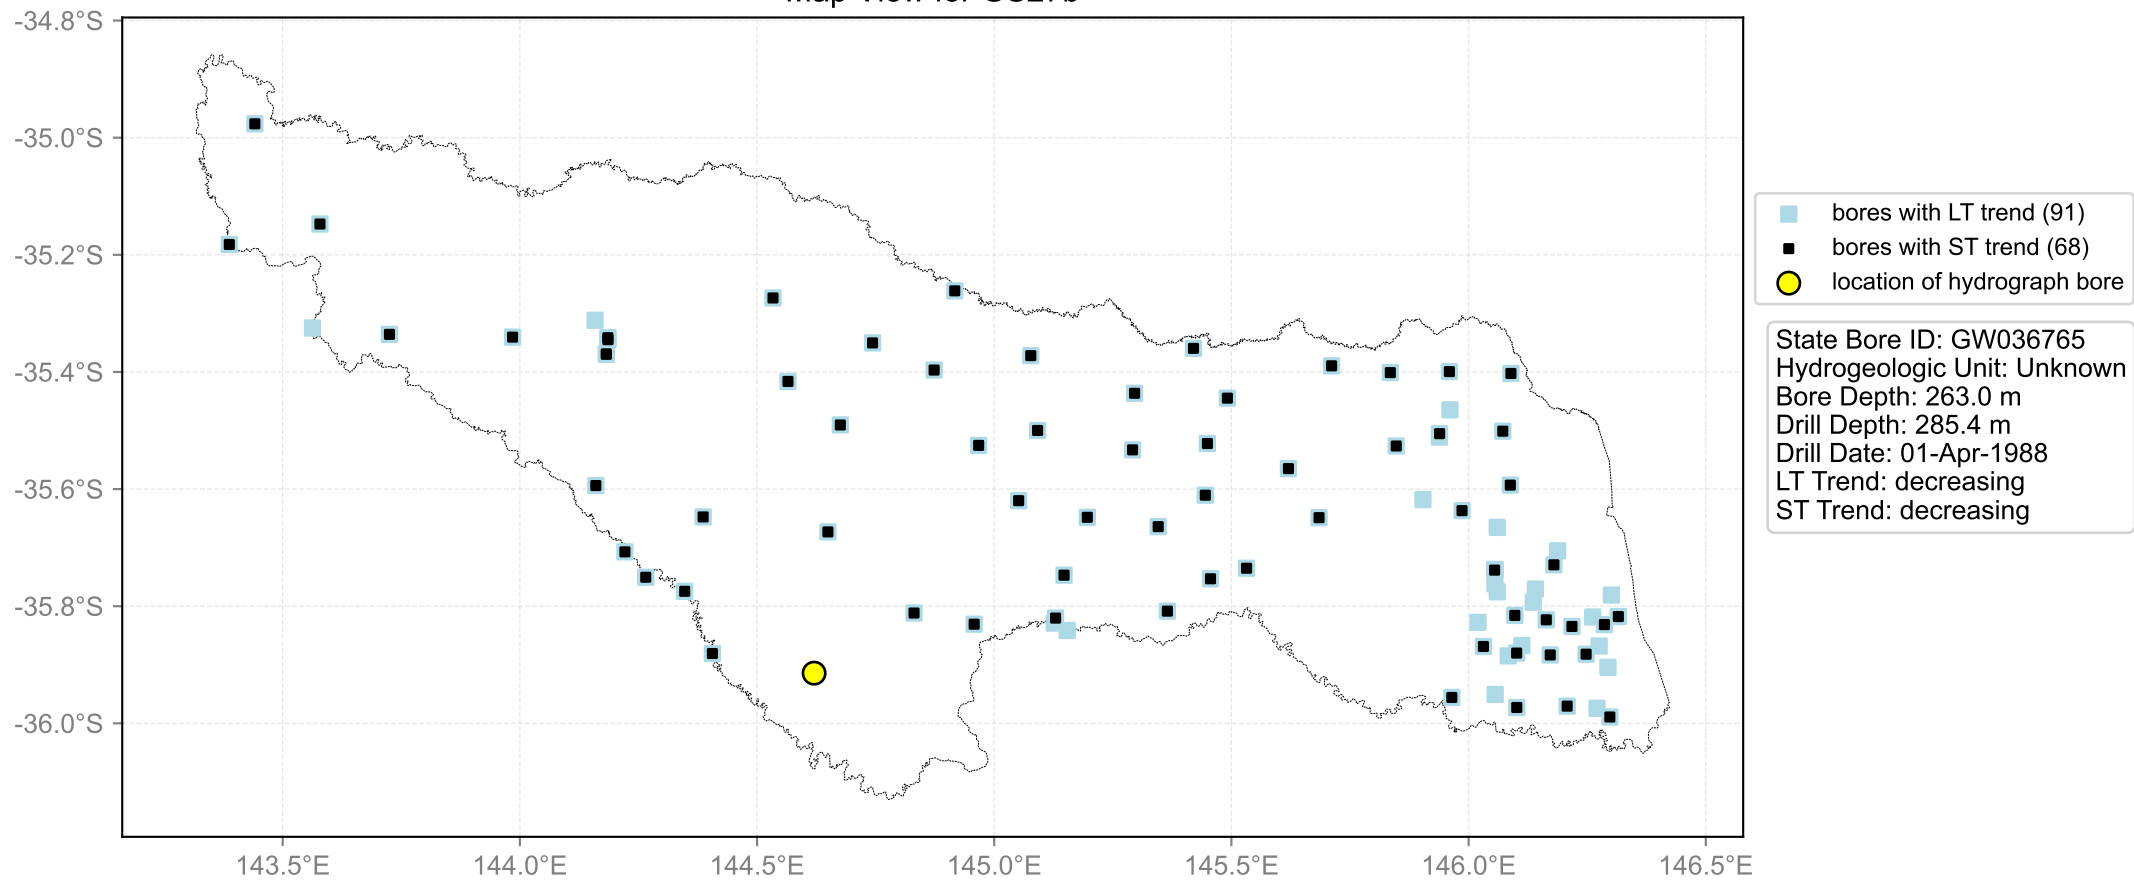 -34.8°S
-35.0°S
-35.2°S
-35.4°S
-35.6°S
-35.8°S
-36.0°S
143.5°E 144.0°E 144.5°E 145.0°E 145.5°E 146.0°E 146.5°E
bores with LT trend (91)
bores with ST trend (68)
location of hydrograph bore
State Bore ID: GW036765
Hydrogeologic Unit: Unknown
Bore Depth: 263.0 m
Drill Depth: 285.4 m
Drill Date: 01-Apr-1988
LT Trend: decreasing
ST Trend: decreasing